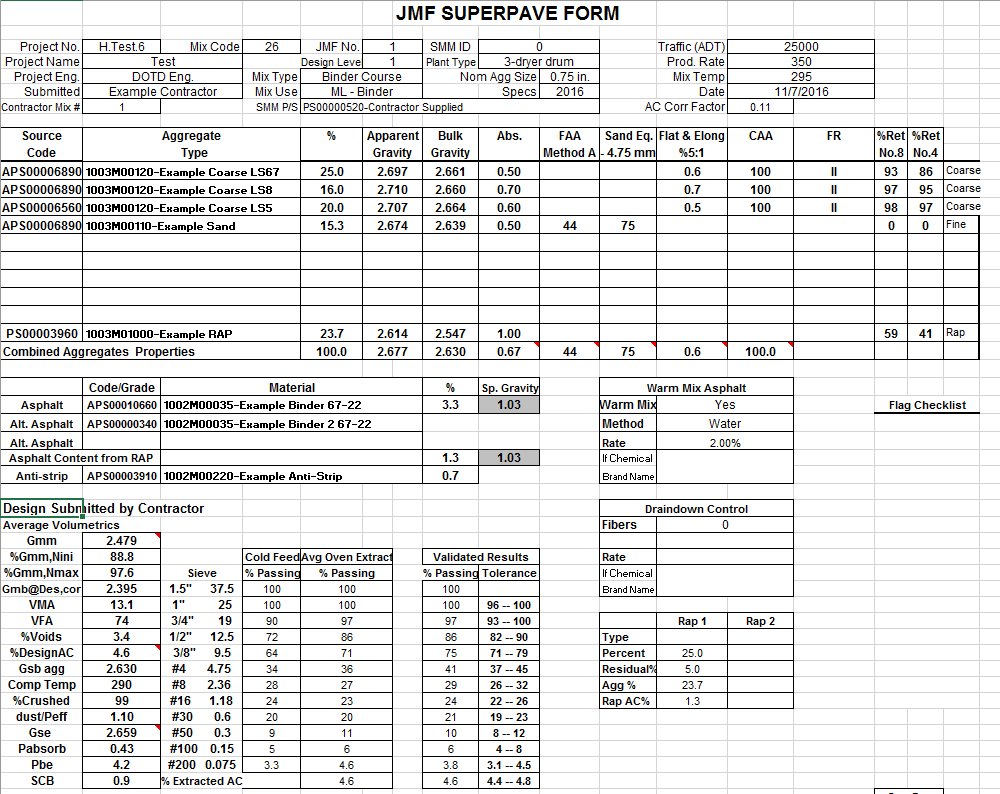 JMF SUPERPAVE FORM
Project No. H.Test.6 Mix Code 26 JMF No. 1 SMM ID 0 Traffic (ADT) 25000
Project Name Test Design Level 1 Plant Type 3-dryer drum Prod. Rate 350
Project Eng. DOTD Eng. Mix Type Binder Course Nom Agg Size 0.75 in. Mix Temp 295
Submitted Example Contractor Mix Use ML - Binder Specs 2016 Date 11/7/2016
Contractor Mix # 1 SMM P/S PS00000520-Contractor Supplied AC Corr Factor 0.11
Source Aggregate % Apparent Bulk Abs. FAA Sand Eq. Flat & Elong CAA FR %Ret %Ret
Code Type Gravity Gravity Method A - 4.75 mm %5:1 No.8 No.4
APS00006890 1003M00120-Example Coarse LS67 25.0 2.697 2.661 0.50 0.6 100 II 93 86 Coarse
APS00006890 1003M00120-Example Coarse LS8 16.0 2.710 2.660 0.70 0.7 100 II 97 95 Coarse
APS00006560 1003M00120-Example Coarse LS5 20.0 2.707 2.664 0.60 0.5 100 II 98 97 Coarse
APS00006890 1003M00110-Example Sand 15.3 2.674 2.639 0.50 44 75 0 0 Fine
PS00003960 1003M01000-Example RAP 23.7 2.614 2.547 1.00 59 41 Rap
Combined Aggregates Properties 100.0 2.677 2.630 0.67 44 75 0.6 100.0
Code/Grade Material % Sp. Gravity Warm Mix Asphalt
Asphalt APS00010660 1002M00035-Example Binder 67-22 3.3 1.03 Warm Mix Yes Flag Checklist
Alt. Asphalt APS00000340 1002M00035-Example Binder 2 67-22 Method Water
Alt. Asphalt Rate 2.00%
Asphalt Content from RAP 1.3 1.03 If Chemical
Anti-strip APS00003910 1002M00220-Example Anti-Strip 0.7 Brand Name
Design Submitted by Contractor Draindown Control
Average Volumetrics Fibers 0
Gmm 2.479
%Gmm,Nini 88.8 Cold Feed Avg Oven Extract Validated Results Rate
%Gmm,Nmax 97.6 Sieve % Passing % Passing % Passing Tolerance If Chemical
Gmb@Des,cor 2.395 1.5" 37.5 100 100 100 Brand Name
VMA 13.1 1" 25 100 100 100 96 -- 100
VFA 74 3/4" 19 90 97 97 93 -- 100 Rap 1 Rap 2
%Voids 3.4 1/2" 12.5 72 86 86 82 -- 90 Type
%DesignAC 4.6 3/8" 9.5 64 71 75 71 -- 79 Percent 25.0
Gsb agg 2.630 #4 4.75 34 36 41 37 -- 45 Residual% 5.0
Comp Temp 290 #8 2.36 28 27 29 26 -- 32 Agg % 23.7
%Crushed 99 #16 1.18 24 23 24 22 -- 26 Rap AC% 1.3
dust/Peff 1.10 #30 0.6 20 20 21 19 -- 23
Gse 2.659 #50 0.3 9 11 10 8 -- 12
Pabsorb 0.43 #100 0.15 5 6 6 4 -- 8
Pbe 4.2 #200 0.075 3.3 4.6 3.8 3.1 -- 4.5
SCB 0.9 % Extracted AC 4.6 4.6 4.4 -- 4.8